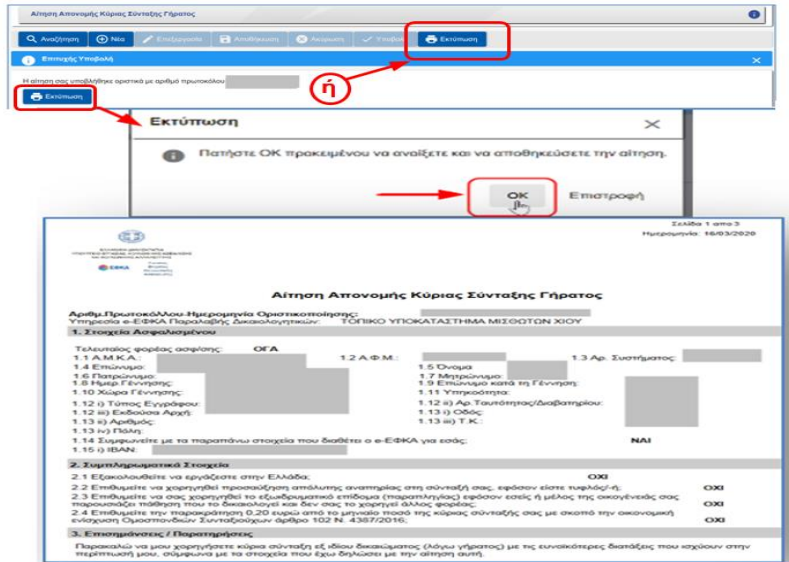 Αίτηση Απονομής Κύριας Σύνταξης Γήρατος
Αναζήτηση Νέα Επεξεργασία Αποθήκευση Ακύρωση Υποβολή Εκτύπωση
Επιτυχής Υποβολή
Η αίτηση σας υποβλήθηκε οριστικά με αριθμό πρωτοκόλου
ή
Εκτύπωση
Εκτύπωση
Πατήστε ΟΚ προκειμένου να ανοίξετε και να αποθηκεύσετε την αίτηση.
ΟΚ Επιστροφή
Σελίδα 1 απο 3
Ημερομηνία: 16/03/2020
ΕΛΛΗΝΙΚΗ ΔΗΜΟΚΡΑΤΙΑ
e-ΕΦΚΑ
Αίτηση Απονομής Κύριας Σύνταξης Γήρατος
Αριθμ.Πρωτοκόλλου-Ημερομηνία Οριστικοποίησης:
Υπηρεσία e-ΕΦΚΑ Παραλαβής Δικαιολογητικών: ΤΟΠΙΚΟ ΥΠΟΚΑΤΑΣΤΗΜΑ ΜΙΣΘΩΤΩΝ ΧΙΟΥ
1. Στοιχεία Ασφαλισμένου
Τελευταίος φορέας ασφ/σης: ΟΓΑ
1.1 Α.Μ.Κ.Α.: 1.2 Α.Φ.Μ.: 1.3 Αρ. Συστήματος:
1.4 Επώνυμο: 1.5 Όνομα
1.6 Πατρώνυμο: 1.7 Μητρώνυμο:
1.8 Ημερ.Γέννησης: 1.9 Επώνυμο κατά τη Γέννηση:
1.10 Χώρα Γέννησης: 1.11 Υπηκοότητα:
1.12 i) Τύπος Εγγράφου: 1.12 ii) Αρ.Ταυτότητας/Διαβατηρίου:
1.12 iii) Εκδούσα Αρχή: 1.13 i) Οδός:
1.13 ii) Αριθμός: 1.13 iii) Τ.Κ.:
1.13 iv) Πόλη:
1.14 Συμφωνείτε με τα παραπάνω στοιχεία που διαθέτει ο e-ΕΦΚΑ για εσάς; ΝΑΙ
1.15 i) IBAN:
2. Συμπληρωματικά Στοιχεία
2.1 Εξακολουθείτε να εργάζεστε στην Ελλάδα; ΟΧΙ
2.2 Επιθυμείτε να χορηγηθεί προσαύξηση απόλυτης αναπηρίας στη σύνταξή σας, εφόσον είστε τυφλός/-ή; ΟΧΙ
2.3 Επιθυμείτε να σας χορηγηθεί το εξωιδρυματικό επίδομα (παραπληγίας) εφόσον εσείς ή μέλος της οικογένειάς σας
παρουσιάζει πάθηση που το δικαιολογεί και δεν σας το χορηγεί άλλος φορέας; ΟΧΙ
2.4 Επιθυμείτε την παρακράτηση 0,20 ευρώ από το μηνιαίο ποσό της κύριας σύνταξής σας με σκοπό την οικονομική
ενίσχυση Ομοσπονδιών Συνταξιούχων άρθρο 102 Ν. 4387/2016; ΟΧΙ
3. Επισημάνσεις / Παρατηρήσεις
Παρακαλώ να μου χορηγήσετε κύρια σύνταξη εξ ιδίου δικαιώματος (λόγω γήρατος) με τις ευνοϊκότερες διατάξεις που ισχύουν στην
περίπτωσή μου, σύμφωνα με τα στοιχεία που έχω δηλώσει με την αίτηση αυτή.